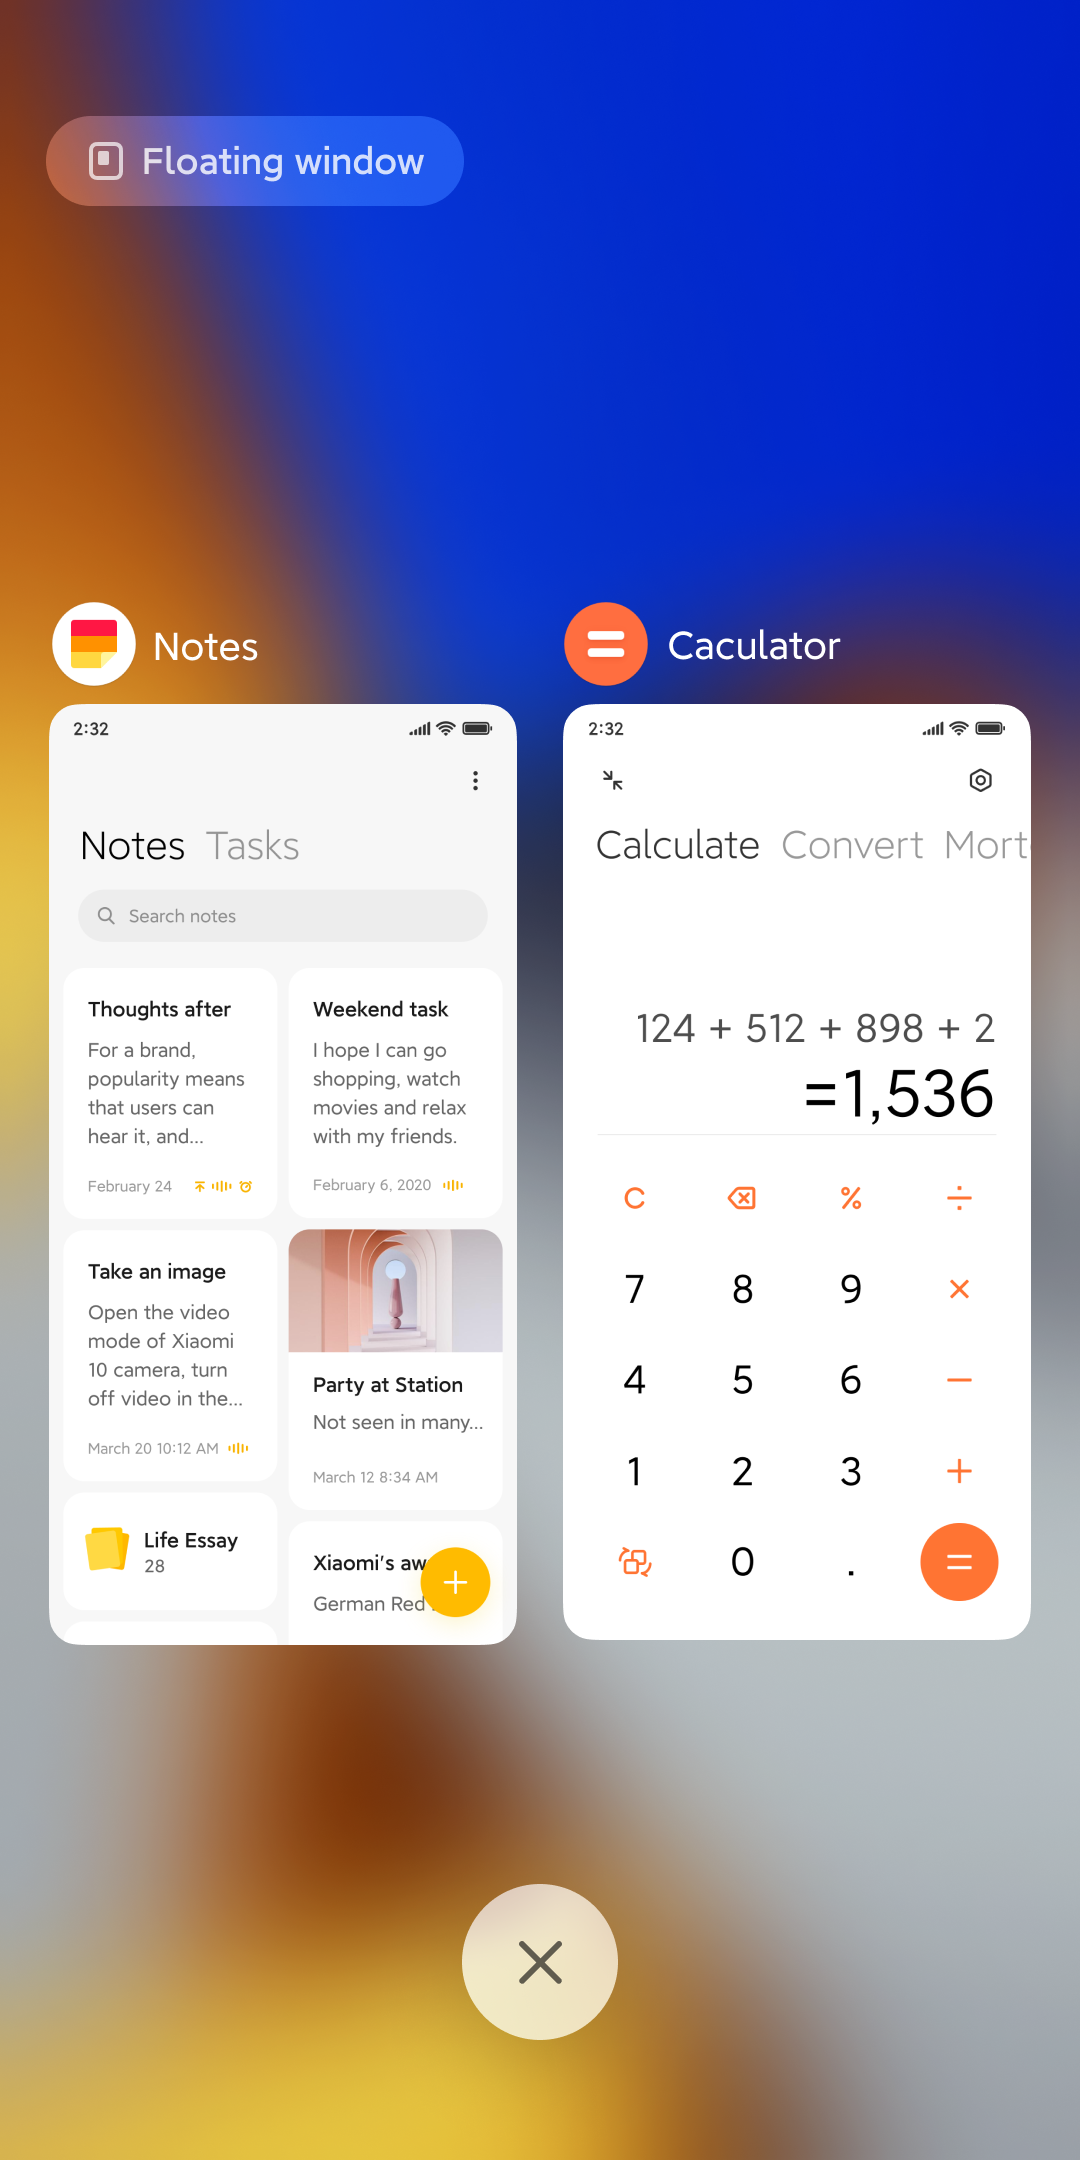 Floating window
Notes
2:32
Notes Tasks
Search notes
Thoughts after
For a brand,
popularity means
that users can
hear it, and...
February 24
Weekend task
I hope I can go
shopping, watch
movies and relax
with my friends.
February 6, 2020
Take an image
Open the video
mode of Xiaomi
10 camera, turn
off video in the...
March 20 10:12 AM
Party at Station
Not seen in many...
March 12 8:34 AM
Life Essay
28
Xiaomi's aw
German Red
Caculator
2:32
Calculate Convert Mort
124 + 512 + 898 + 2
=1,536
C % ÷
7 8 9 ×
4 5 6 −
1 2 3 +
0 . =